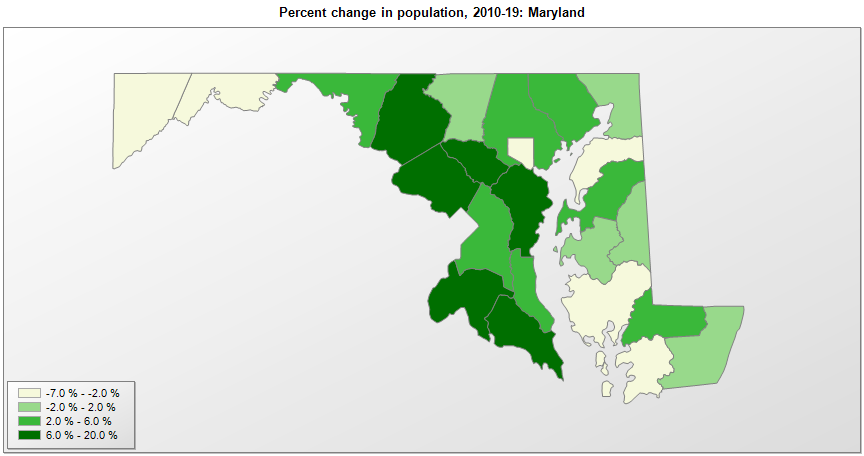 Percent change in population, 2010-19: Maryland
-7.0 % - -2.0 %
-2.0 % - 2.0 %
2.0 % - 6.0 %
6.0 % - 20.0 %